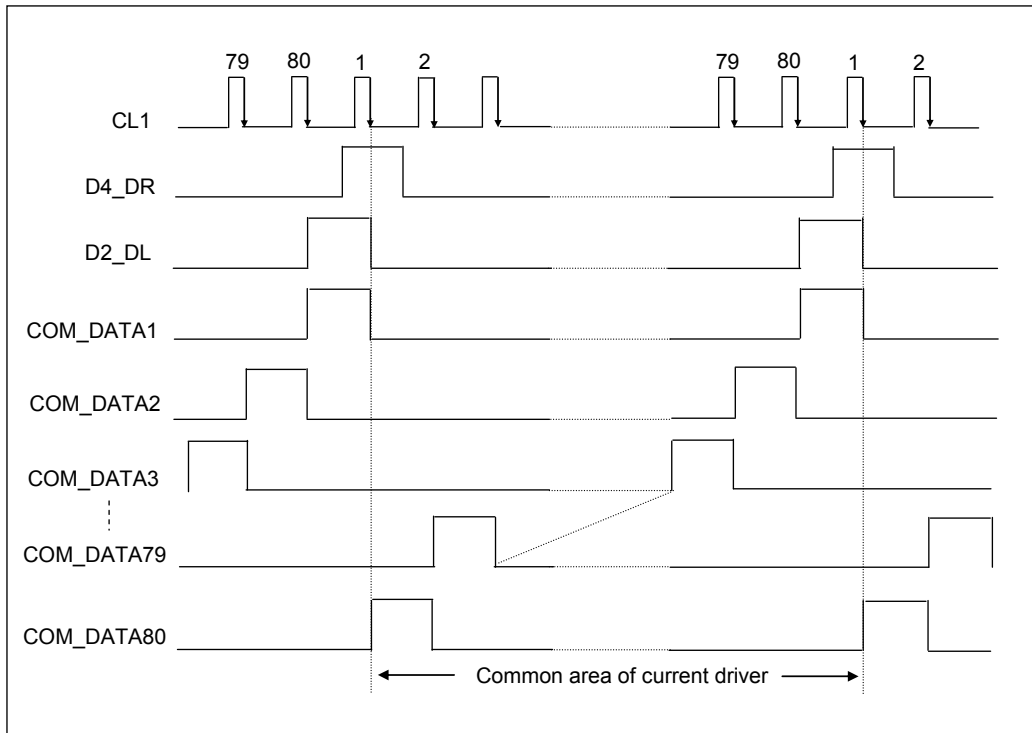 79 80 1 2 79 80 1 2
CL1
D4_DR
D2_DL
COM_DATA1
COM_DATA2
COM_DATA3
COM_DATA79
COM_DATA80
Common area of current driver